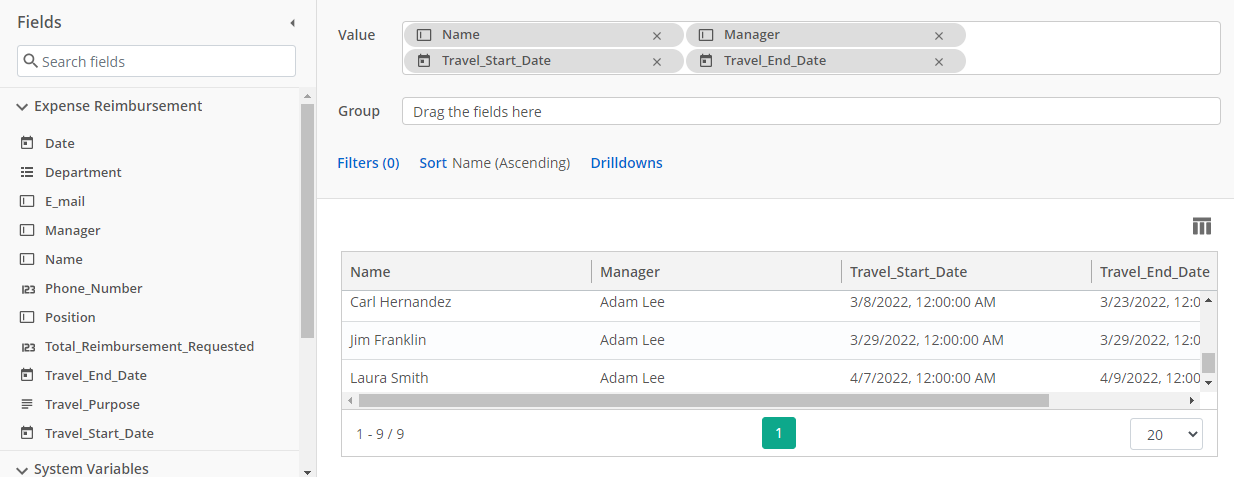 Fields
Search fields
Expense Reimbursement
Date
Department
E_mail
Manager
Name
Phone_Number
Position
Total_Reimbursement_Requested
Travel_End_Date
Travel_Purpose
Travel_Start_Date
System Variables
Value
Name Manager
Travel_Start_Date Travel_End_Date
Group Drag the fields here
Filters (0) Sort Name (Ascending) Drilldowns
Name Manager Travel_Start_Date Travel_End_Date
Carl Hernandez Adam Lee 3/8/2022, 12:00:00 AM 3/23/2022, 12:0
Jim Franklin Adam Lee 3/29/2022, 12:00:00 AM 3/29/2022, 12:0
Laura Smith Adam Lee 4/7/2022, 12:00:00 AM 4/9/2022, 12:00
1 - 9 / 9 1 20